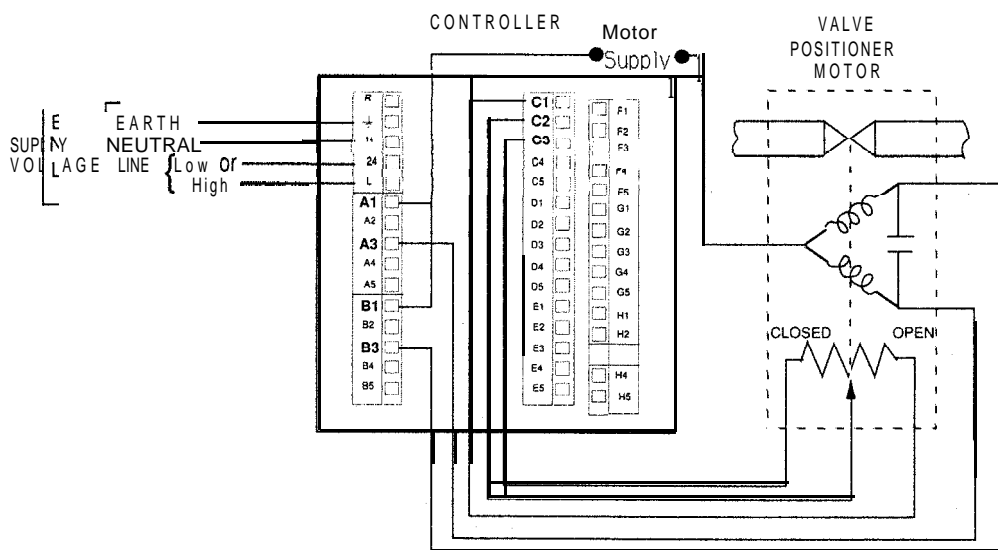 CONTROLLER
Motor
Supply
VALVE
POSITIONER
MOTOR
E
N
L
SUPPLY
VOLTAGE
EARTH
NEUTRAL
LINE
Low or
High
R
24
L
A1
A2
A3
A4
A5
B1
B2
B3
B4
B5
C1
C2
C3
C4
C5
D1
D2
D3
D4
D5
E1
E2
E3
E4
E5
F1
F2
F3
F4
F5
G1
G2
G3
G4
G5
H1
H2
H4
H5
CLOSED
OPEN